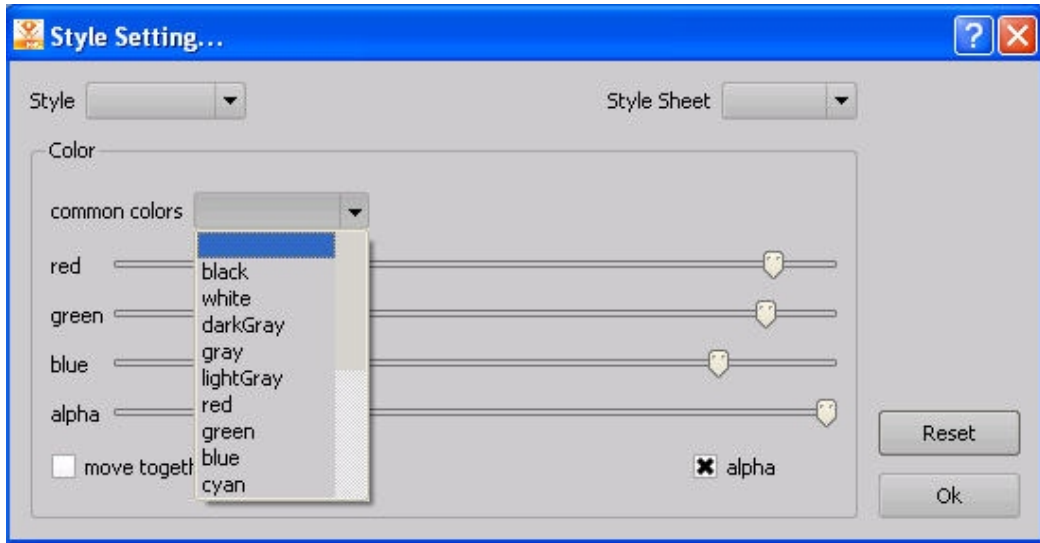 Style Setting...
Style Style Sheet
Color
common colors
black
red
white
green
darkGray
gray
blue
lightGray
alpha
red
green
Reset
move togeth
blue
alpha
cyan
Ok